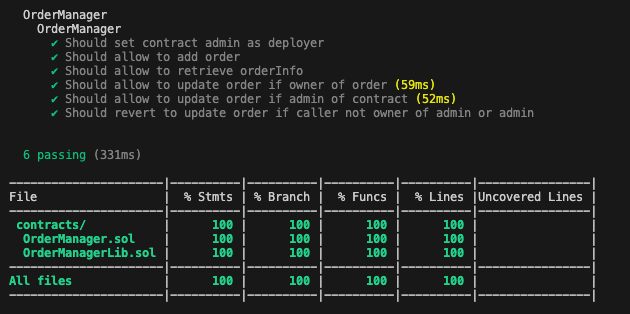 OrderManager
OrderManager
✔ Should set contract admin as deployer
✔ Should allow to add order
✔ Should allow to retrieve orderInfo
✔ Should allow to update order if owner of order (59ms)
✔ Should allow to update order if admin of contract (52ms)
✔ Should revert to update order if caller not owner of admin or admin
6 passing (331ms)
File | % Stmts | % Branch | % Funcs | % Lines |Uncovered Lines |
contracts/ | 100 | 100 | 100 | 100 | |
OrderManager.sol | 100 | 100 | 100 | 100 | |
OrderManagerLib.sol | 100 | 100 | 100 | 100 | |
All files | 100 | 100 | 100 | 100 | |